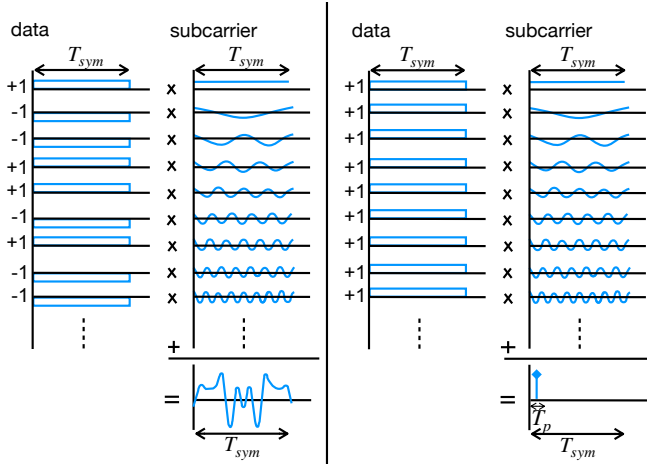 data subcarrier data subcarrier
T_sym T_sym T_sym T_sym
+1 x +1 x
-1 x +1 x
-1 x +1 x
+1 x +1 x
+1 x +1 x
-1 x +1 x
+1 x +1 x
-1 x +1 x
-1 x +1 x
+ +
= =
T_p
T_sym T_sym